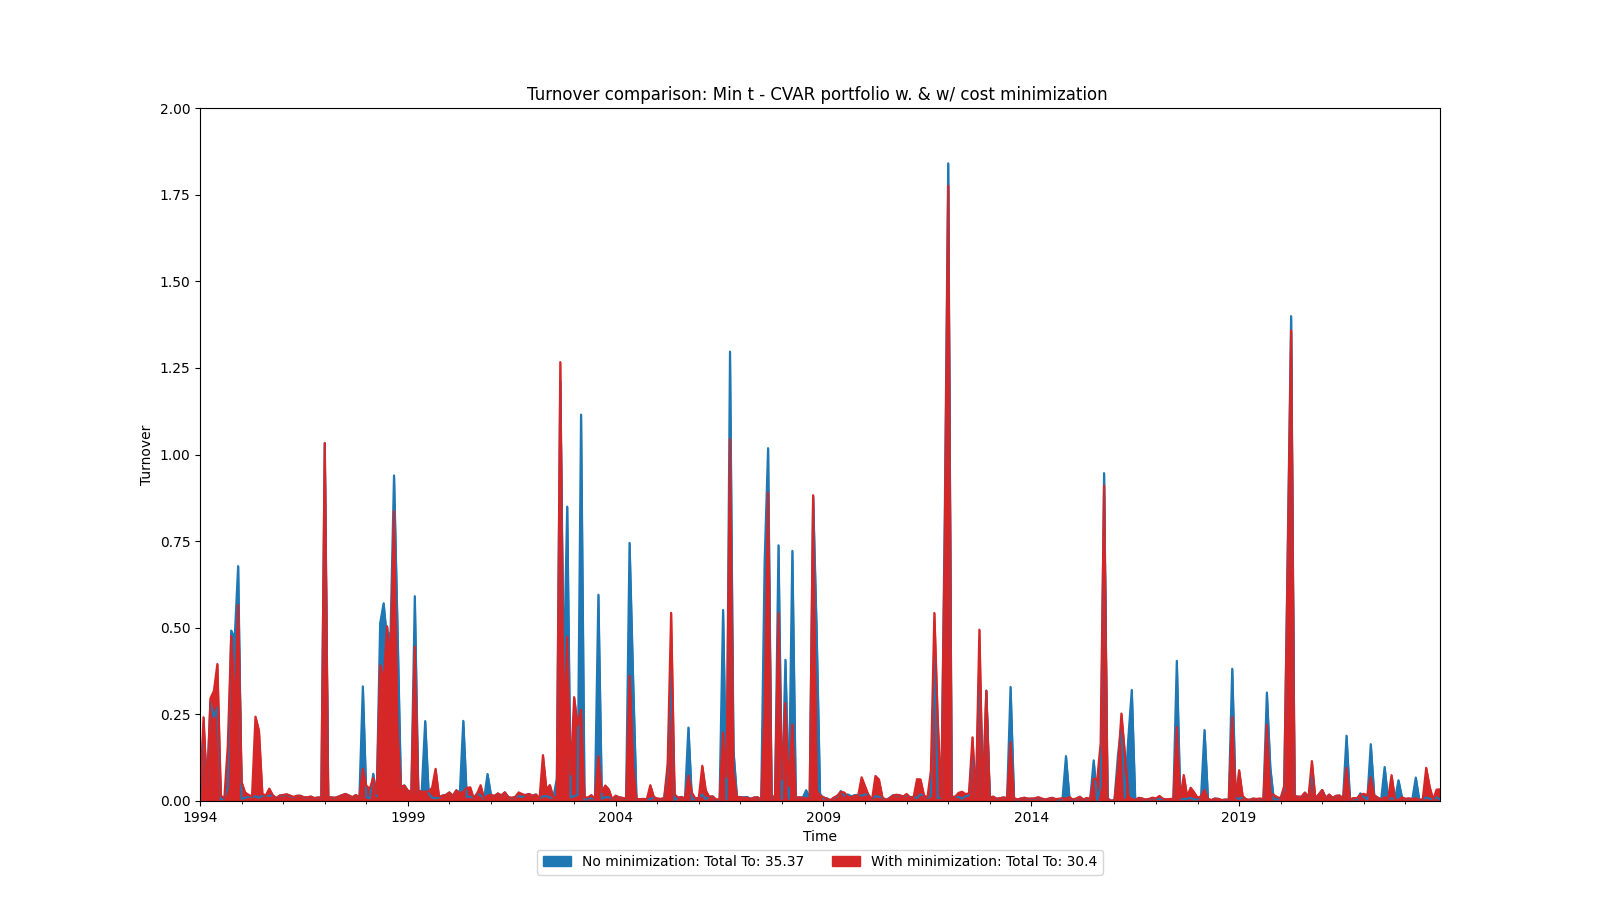 Turnover comparison: Min t - CVAR portfolio w. & w/ cost minimization
2.00
1.75
1.50
1.25
1.00
0.75
0.50
0.25
0.00
Turnover
1994 1999 2004 2009 2014 2019
Time
No minimization: Total To: 35.37 With minimization: Total To: 30.4